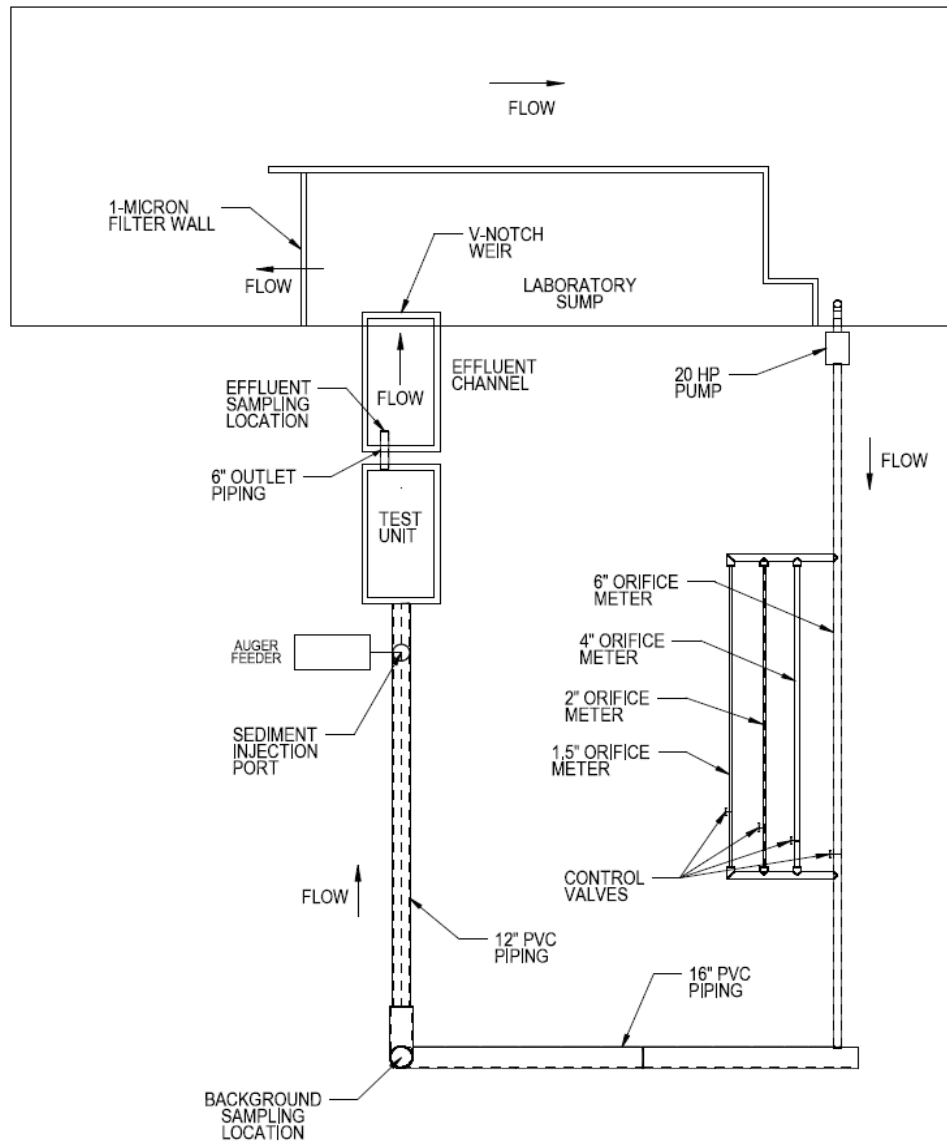 FLOW
1-MICRON
FILTER WALL
V-NOTCH
WEIR
FLOW
LABORATORY
SUMP
EFFLUENT
CHANNEL
20 HP
PUMP
EFFLUENT
SAMPLING
LOCATION
FLOW
6" OUTLET
PIPING
FLOW
TEST
UNIT
6" ORIFICE
METER
AUGER
FEEDER
4" ORIFICE
METER
2" ORIFICE
METER
SEDIMENT
INJECTION
PORT
1.5" ORIFICE
METER
CONTROL
VALVES
FLOW
12" PVC
PIPING
16" PVC
PIPING
BACKGROUND
SAMPLING
LOCATION